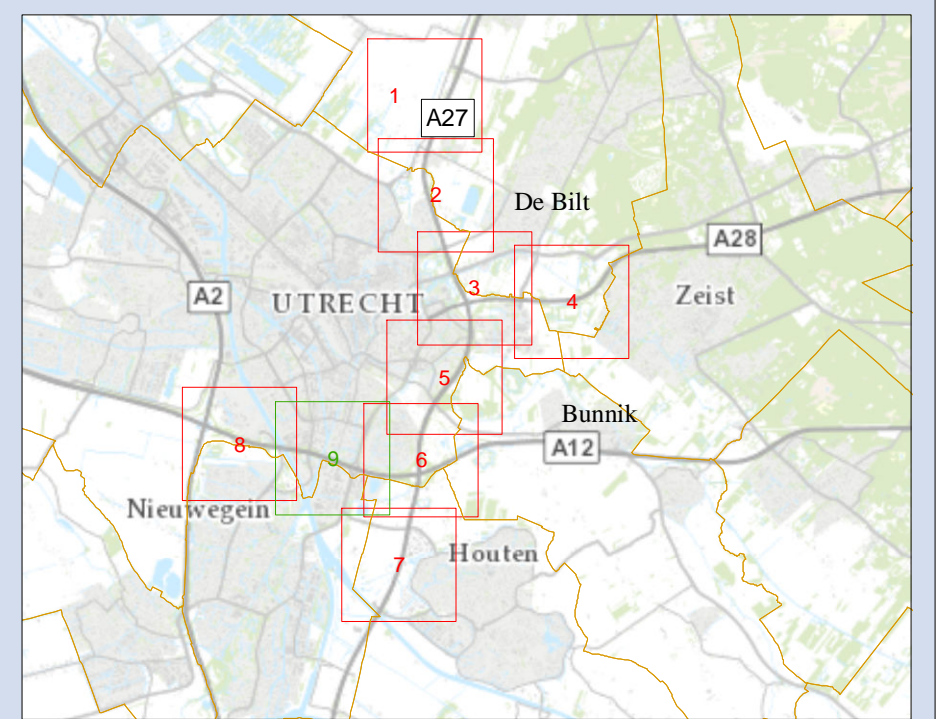 1
A27
2
De Bilt
A28
3
4
A2
UTRECHT
Zeist
5
Bunnik
8
9
6
A12
Nieuwegein
Houten
7